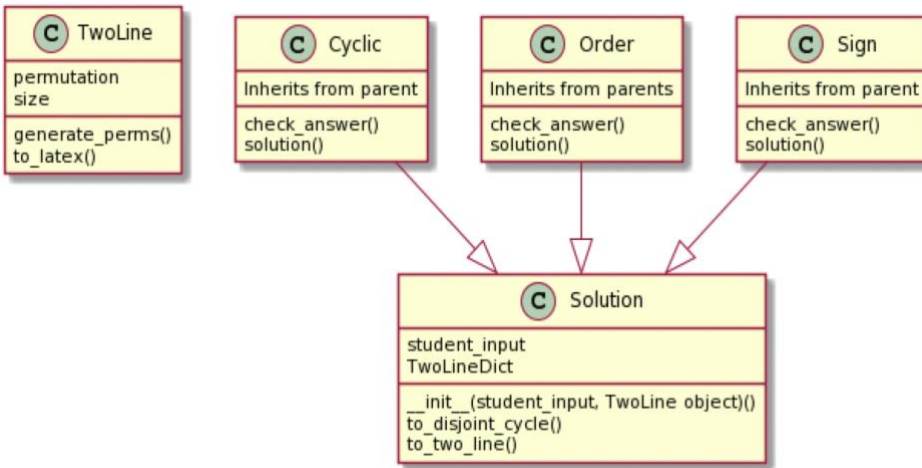 C TwoLine
permutation
size
generate_perms()
to_latex()
C Cyclic
Inherits from parent
check_answer()
solution()
C Order
Inherits from parents
check_answer()
solution()
C Sign
Inherits from parent
check_answer()
solution()
C Solution
student_input
TwoLineDict
__init__(student_input, TwoLine object)()
to_disjoint_cycle()
to_two_line()